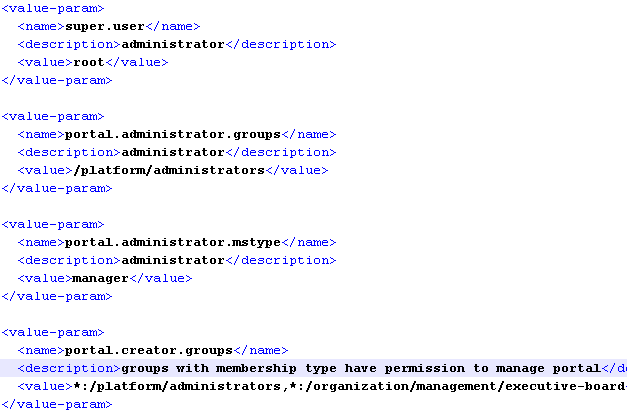 <value-param>
<name>super.user</name>
<description>administrator</description>
<value>root</value>
</value-param>
<value-param>
<name>portal.administrator.groups</name>
<description>administrator</description>
<value>/platform/administrators</value>
</value-param>
<value-param>
<name>portal.administrator.mstype</name>
<description>administrator</description>
<value>manager</value>
</value-param>
<value-param>
<name>portal.creator.groups</name>
<description>groups with membership type have permission to manage portal</de
<value>*:/platform/administrators,*:/organization/management/executive-board
</value-param>